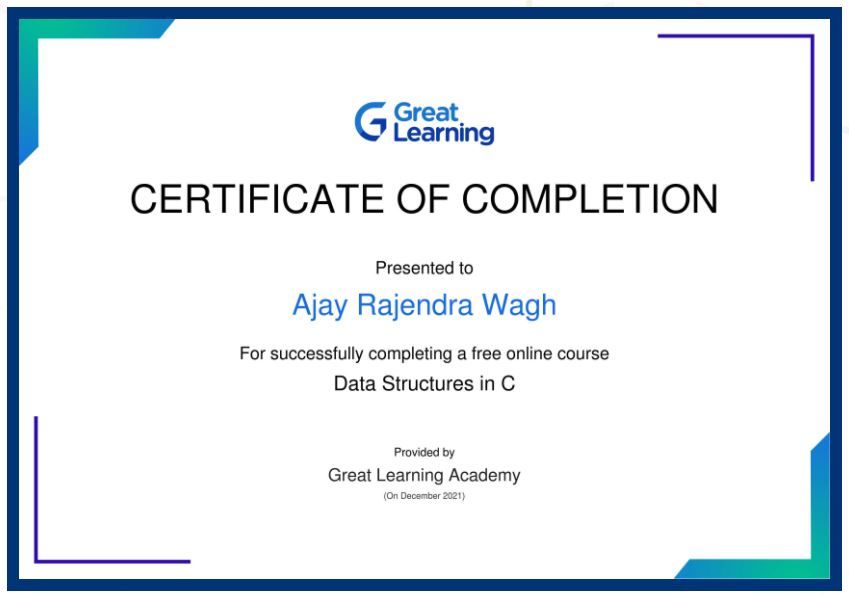 Great
Learning
CERTIFICATE OF COMPLETION
Presented to
Ajay Rajendra Wagh
For successfully completing a free online course
Data Structures in C
Provided by
Great Learning Academy
(On December 2021)